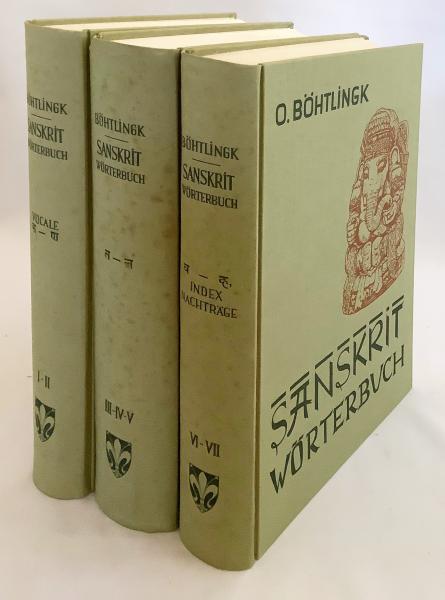 BÖHTLINGK
SANSKRIT
WÖRTERBUCH
VOCALE
क — ण
I-II
BÖHTLINGK
SANSKRIT
WÖRTERBUCH
त — ल
III-IV-V
BÖHTLINGK
SANSKRIT
WÖRTERBUCH
व — ह,
INDEX
NACHTRÄGE
VI-VII
O. BÖHTLINGK
SANSKRIT
WÖRTERBUCH